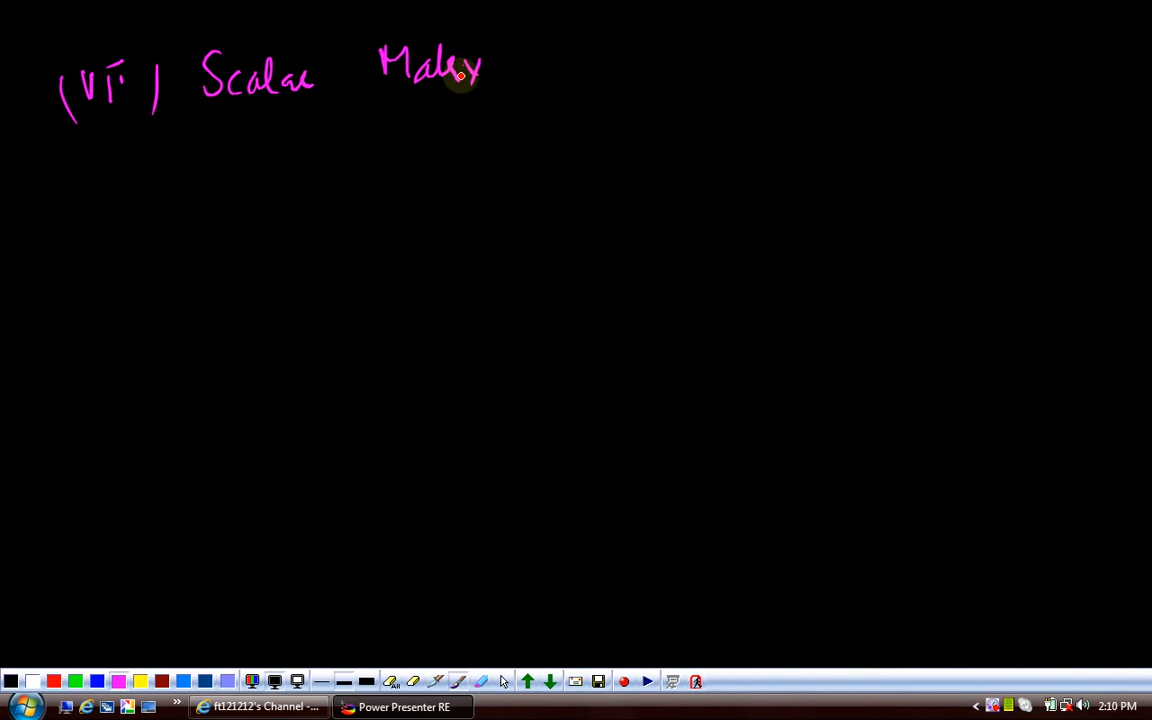 (VI) Scalar Matrix
ft121212's Channel -...
Power Presenter RE
2:10 PM